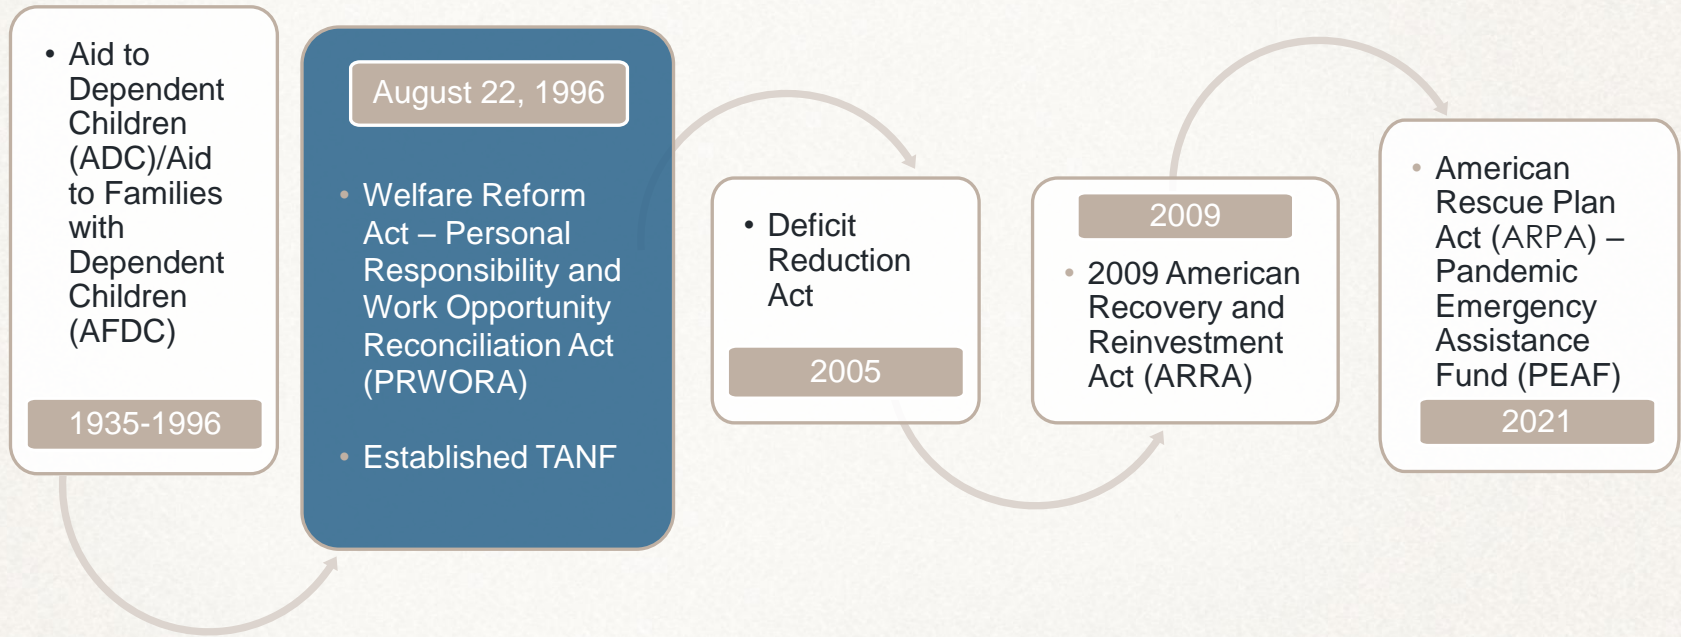 • Aid to
Dependent
Children
(ADC)/Aid
to Families
with
Dependent
Children
(AFDC)
1935-1996
August 22, 1996
• Welfare Reform
Act – Personal
Responsibility and
Work Opportunity
Reconciliation Act
(PRWORA)
• Established TANF
• Deficit
Reduction
Act
2005
2009
• 2009 American
Recovery and
Reinvestment
Act (ARRA)
• American
Rescue Plan
Act (ARPA) –
Pandemic
Emergency
Assistance
Fund (PEAF)
2021